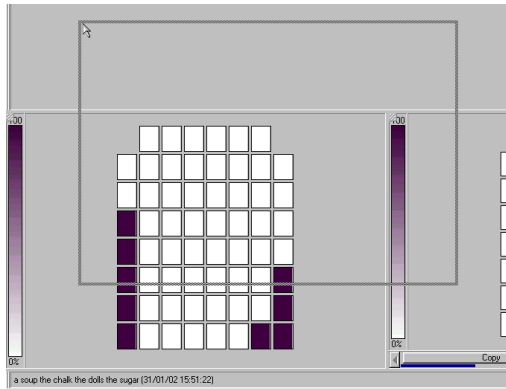 100
100
0%
0%
Copy
a soup the chalk the dolls the sugar (31/01/02 15:51:22)